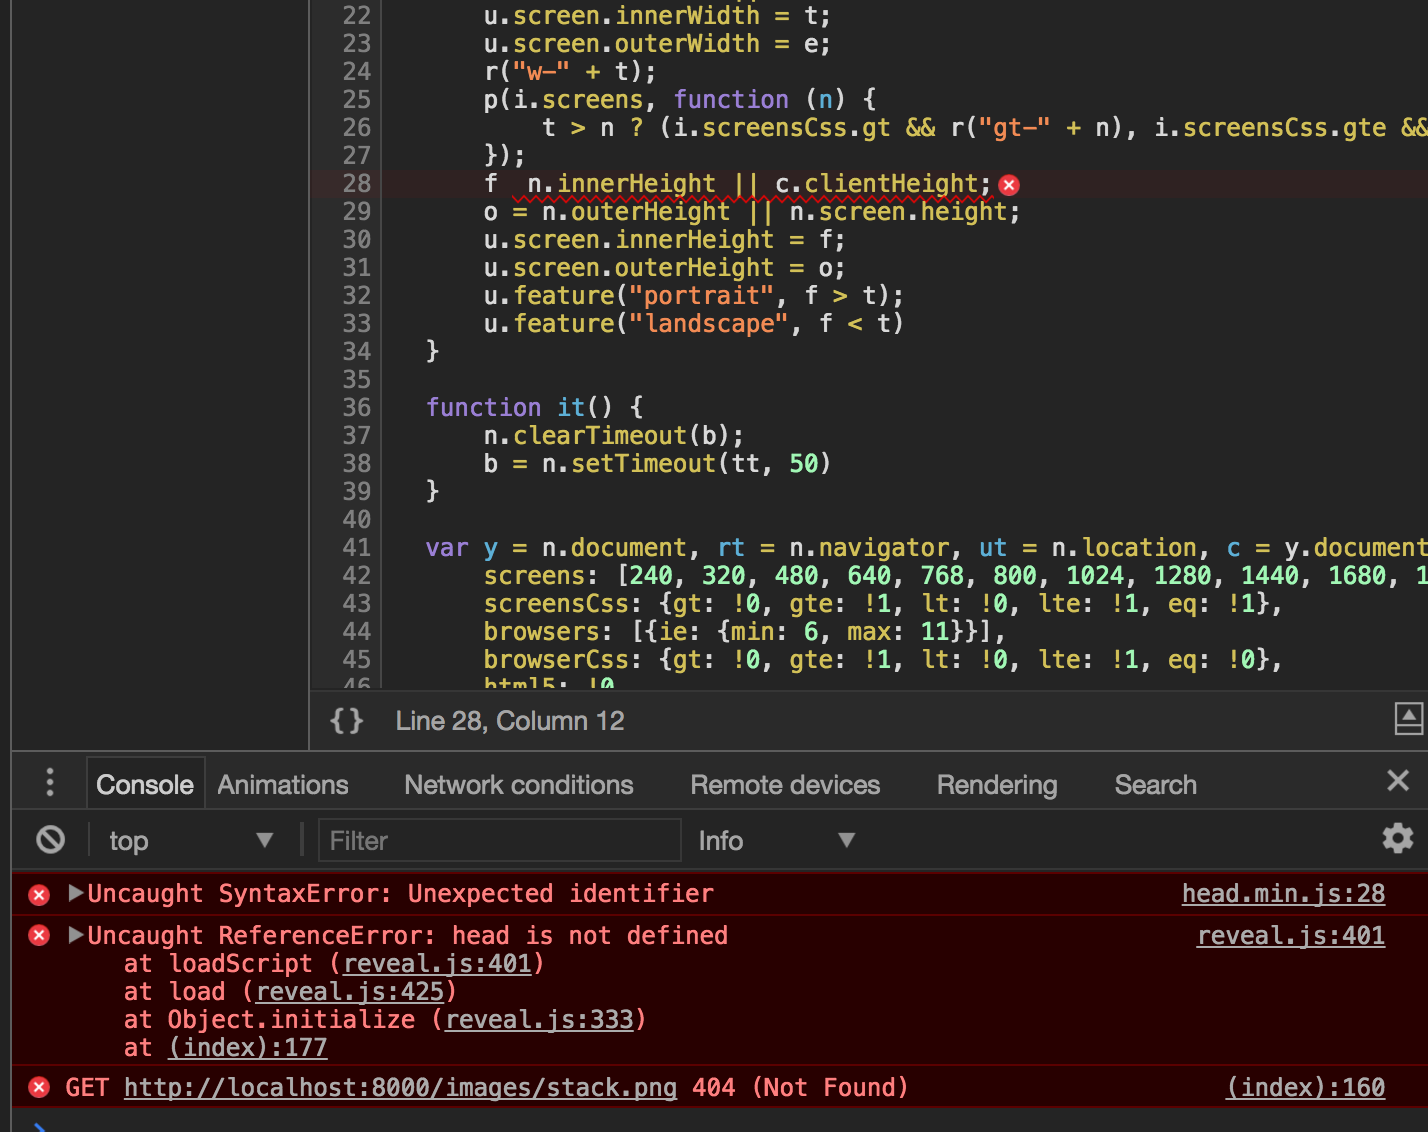 22 u.screen.innerWidth = t;
23 u.screen.outerWidth = e;
24 r("w-" + t);
25 p(i.screens, function (n) {
26 t > n ? (i.screensCss.gt && r("gt-" + n), i.screensCss.gte &&
27 });
28 f n.innerHeight || c.clientHeight;
29 o = n.outerHeight || n.screen.height;
30 u.screen.innerHeight = f;
31 u.screen.outerHeight = o;
32 u.feature("portrait", f > t);
33 u.feature("landscape", f < t)
34 }
35
36 function it() {
37 n.clearTimeout(b);
38 b = n.setTimeout(tt, 50)
39 }
40
41 var y = n.document, rt = n.navigator, ut = n.location, c = y.document
42 screens: [240, 320, 480, 640, 768, 800, 1024, 1280, 1440, 1680, 1
43 screensCss: {gt: !0, gte: !1, lt: !0, lte: !1, eq: !1},
44 browsers: [{ie: {min: 6, max: 11}}],
45 browserCss: {gt: !0, gte: !1, lt: !0, lte: !1, eq: !0},
46 html5: !0
{} Line 28, Column 12
Console Animations Network conditions Remote devices Rendering Search
top Filter Info
Uncaught SyntaxError: Unexpected identifier head.min.js:28
Uncaught ReferenceError: head is not defined reveal.js:401
at loadScript (reveal.js:401)
at load (reveal.js:425)
at Object.initialize (reveal.js:333)
at (index):177
GET http://localhost:8000/images/stack.png 404 (Not Found) (index):160